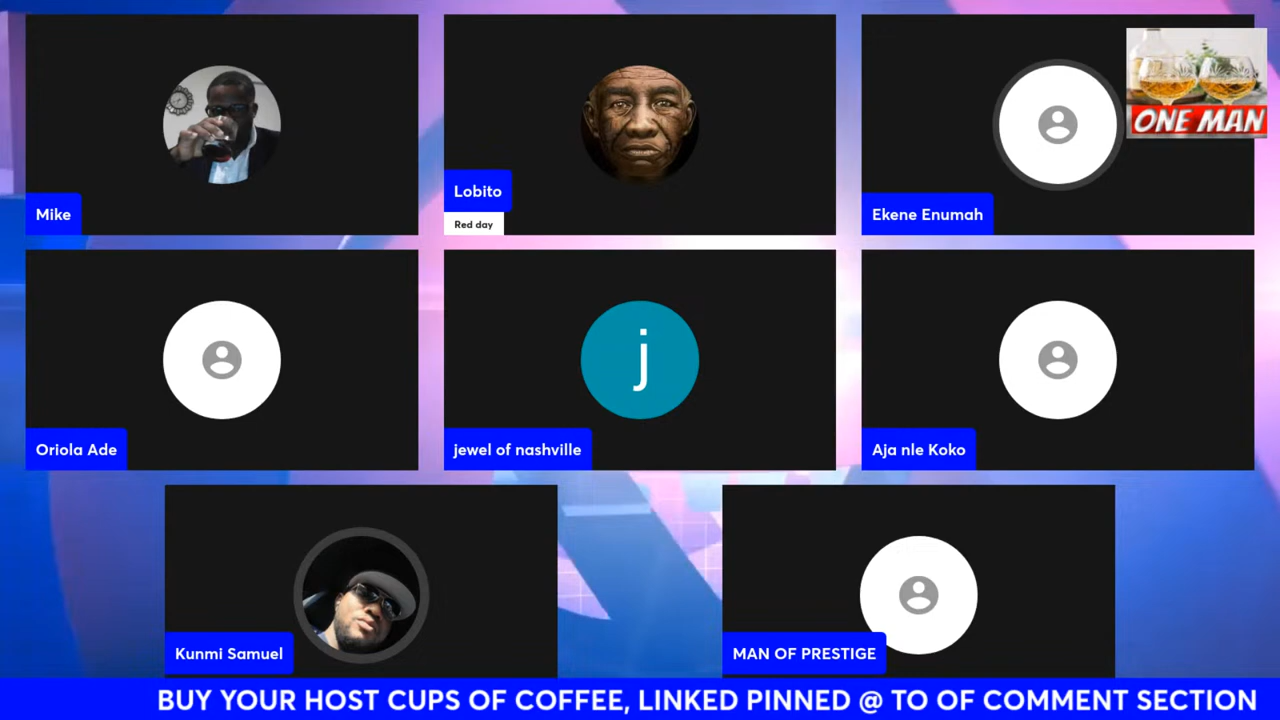 ONE MAN
Mike
Lobito
Red day
Ekene Enumah
Oriola Ade
j
jewel of nashville
Aja nle Koko
Kunmi Samuel
MAN OF PRESTIGE
BUY YOUR HOST CUPS OF COFFEE, LINKED PINNED @ TO OF COMMENT SECTION